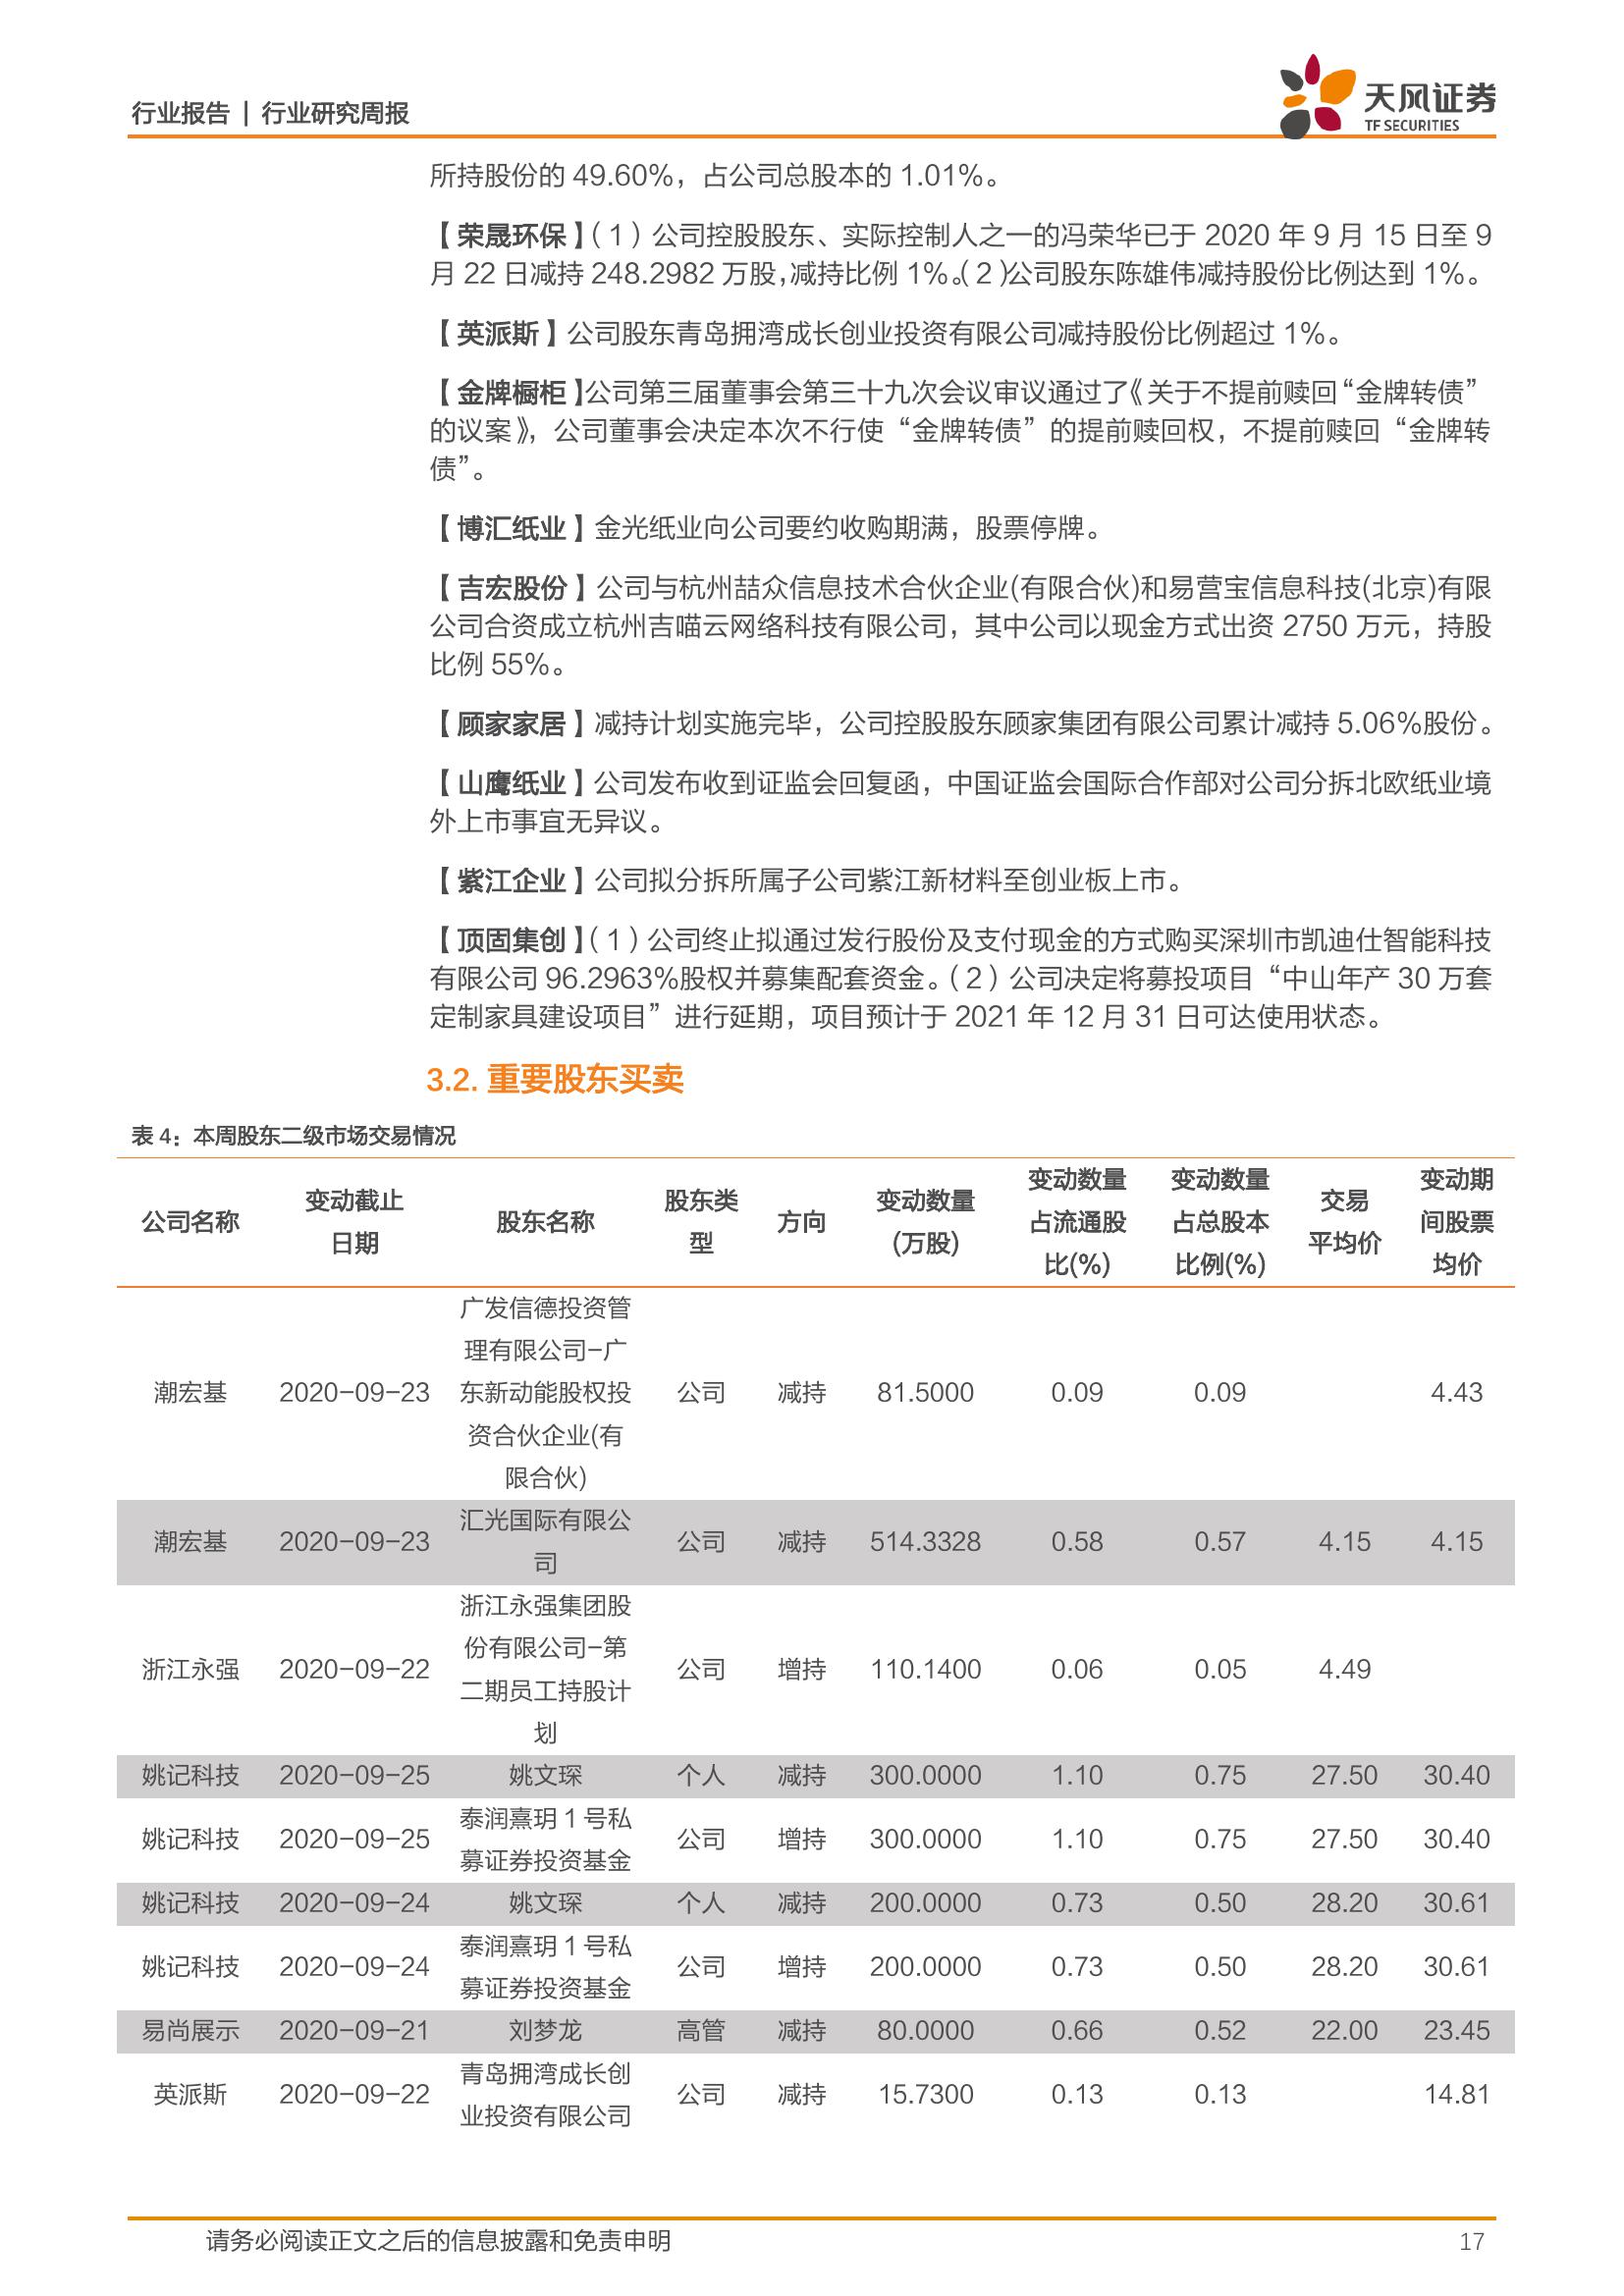 行业报告 | 行业研究周报
天风证券
TF SECURITIES
所持股份的 49.60%，占公司总股本的 1.01%。
【荣晟环保】（1）公司控股股东、实际控制人之一的冯荣华已于 2020 年 9 月 15 日至 9
月 22 日减持 248.2982 万股，减持比例 1%。（2）公司股东陈雄伟减持股份比例达到 1%。
【英派斯】公司股东青岛拥湾成长创业投资有限公司减持股份比例超过 1%。
【金牌橱柜】公司第三届董事会第三十九次会议审议通过了《关于不提前赎回“金牌转债”
的议案》，公司董事会决定本次不行使“金牌转债”的提前赎回权，不提前赎回“金牌转
债”。
【博汇纸业】金光纸业向公司要约收购期满，股票停牌。
【吉宏股份】公司与杭州喆众信息技术合伙企业(有限合伙)和易营宝信息科技(北京)有限
公司合资成立杭州吉喵云网络科技有限公司，其中公司以现金方式出资 2750 万元，持股
比例 55%。
【顾家家居】减持计划实施完毕，公司控股股东顾家集团有限公司累计减持 5.06%股份。
【山鹰纸业】公司发布收到证监会回复函，中国证监会国际合作部对公司分拆北欧纸业境
外上市事宜无异议。
【紫江企业】公司拟分拆所属子公司紫江新材料至创业板上市。
【顶固集创】（1）公司终止拟通过发行股份及支付现金的方式购买深圳市凯迪仕智能科技
有限公司 96.2963%股权并募集配套资金。（2）公司决定将募投项目“中山年产 30 万套
定制家具建设项目”进行延期，项目预计于 2021 年 12 月 31 日可达使用状态。
3.2. 重要股东买卖
表 4：本周股东二级市场交易情况
变动数量 变动数量 变动期
变动截止 股东类 变动数量 交易
公司名称 股东名称 方向 占流通股 占总股本 间股票
日期 型 (万股) 平均价
比(%) 比例(%) 均价
广发信德投资管
理有限公司-广
潮宏基 2020-09-23 东新动能股权投 公司 减持 81.5000 0.09 0.09 4.43
资合伙企业(有
限合伙)
汇光国际有限公
潮宏基 2020-09-23 公司 减持 514.3328 0.58 0.57 4.15 4.15
司
浙江永强集团股
份有限公司-第
浙江永强 2020-09-22 公司 增持 110.1400 0.06 0.05 4.49
二期员工持股计
划
姚记科技 2020-09-25 姚文琛 个人 减持 300.0000 1.10 0.75 27.50 30.40
泰润熹玥 1 号私
姚记科技 2020-09-25 公司 增持 300.0000 1.10 0.75 27.50 30.40
募证券投资基金
姚记科技 2020-09-24 姚文琛 个人 减持 200.0000 0.73 0.50 28.20 30.61
泰润熹玥 1 号私
姚记科技 2020-09-24 公司 增持 200.0000 0.73 0.50 28.20 30.61
募证券投资基金
易尚展示 2020-09-21 刘梦龙 高管 减持 80.0000 0.66 0.52 22.00 23.45
青岛拥湾成长创
英派斯 2020-09-22 公司 减持 15.7300 0.13 0.13 14.81
业投资有限公司
请务必阅读正文之后的信息披露和免责申明 17